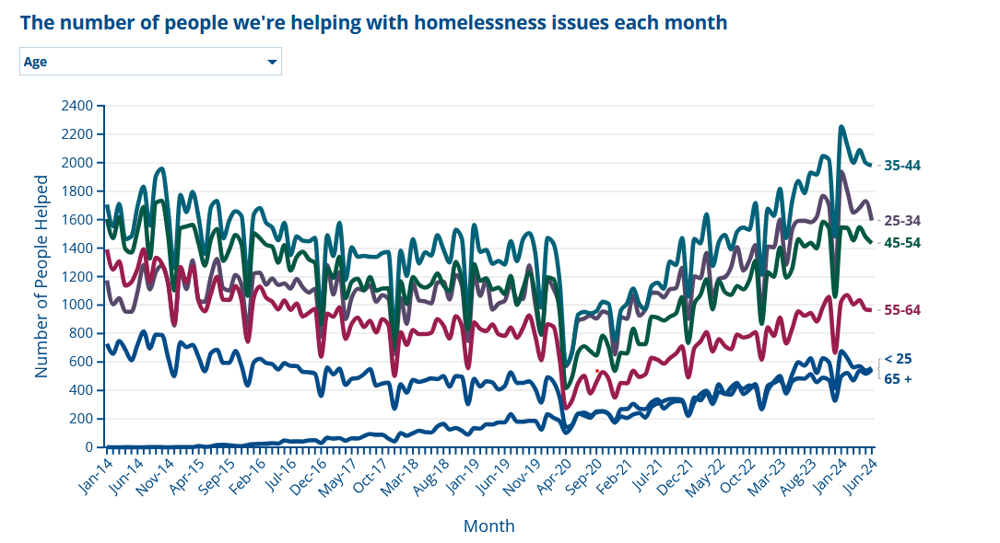 The number of people we're helping with homelessness issues each month
Age
Number of People Helped
2400
2200
2000
1800
1600
1400
1200
1000
800
600
400
200
0
35-44
25-34
45-54
55-64
< 25
65 +
Jan-14
Jun-14
Nov-14
Apr-15
Sep-15
Feb-16
Jul-16
Dec-16
May-17
Oct-17
Mar-18
Aug-18
Jan-19
Jun-19
Nov-19
Apr-20
Sep-20
Feb-21
Jul-21
Dec-21
May-22
Oct-22
Mar-23
Aug-23
Jan-24
Jun-24
Month